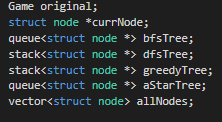 Game original;
struct node *currNode;
queue<struct node *> bfsTree;
stack<struct node *> dfsTree;
stack<struct node *> greedyTree;
queue<struct node *> aStarTree;
vector<struct node> allNodes;